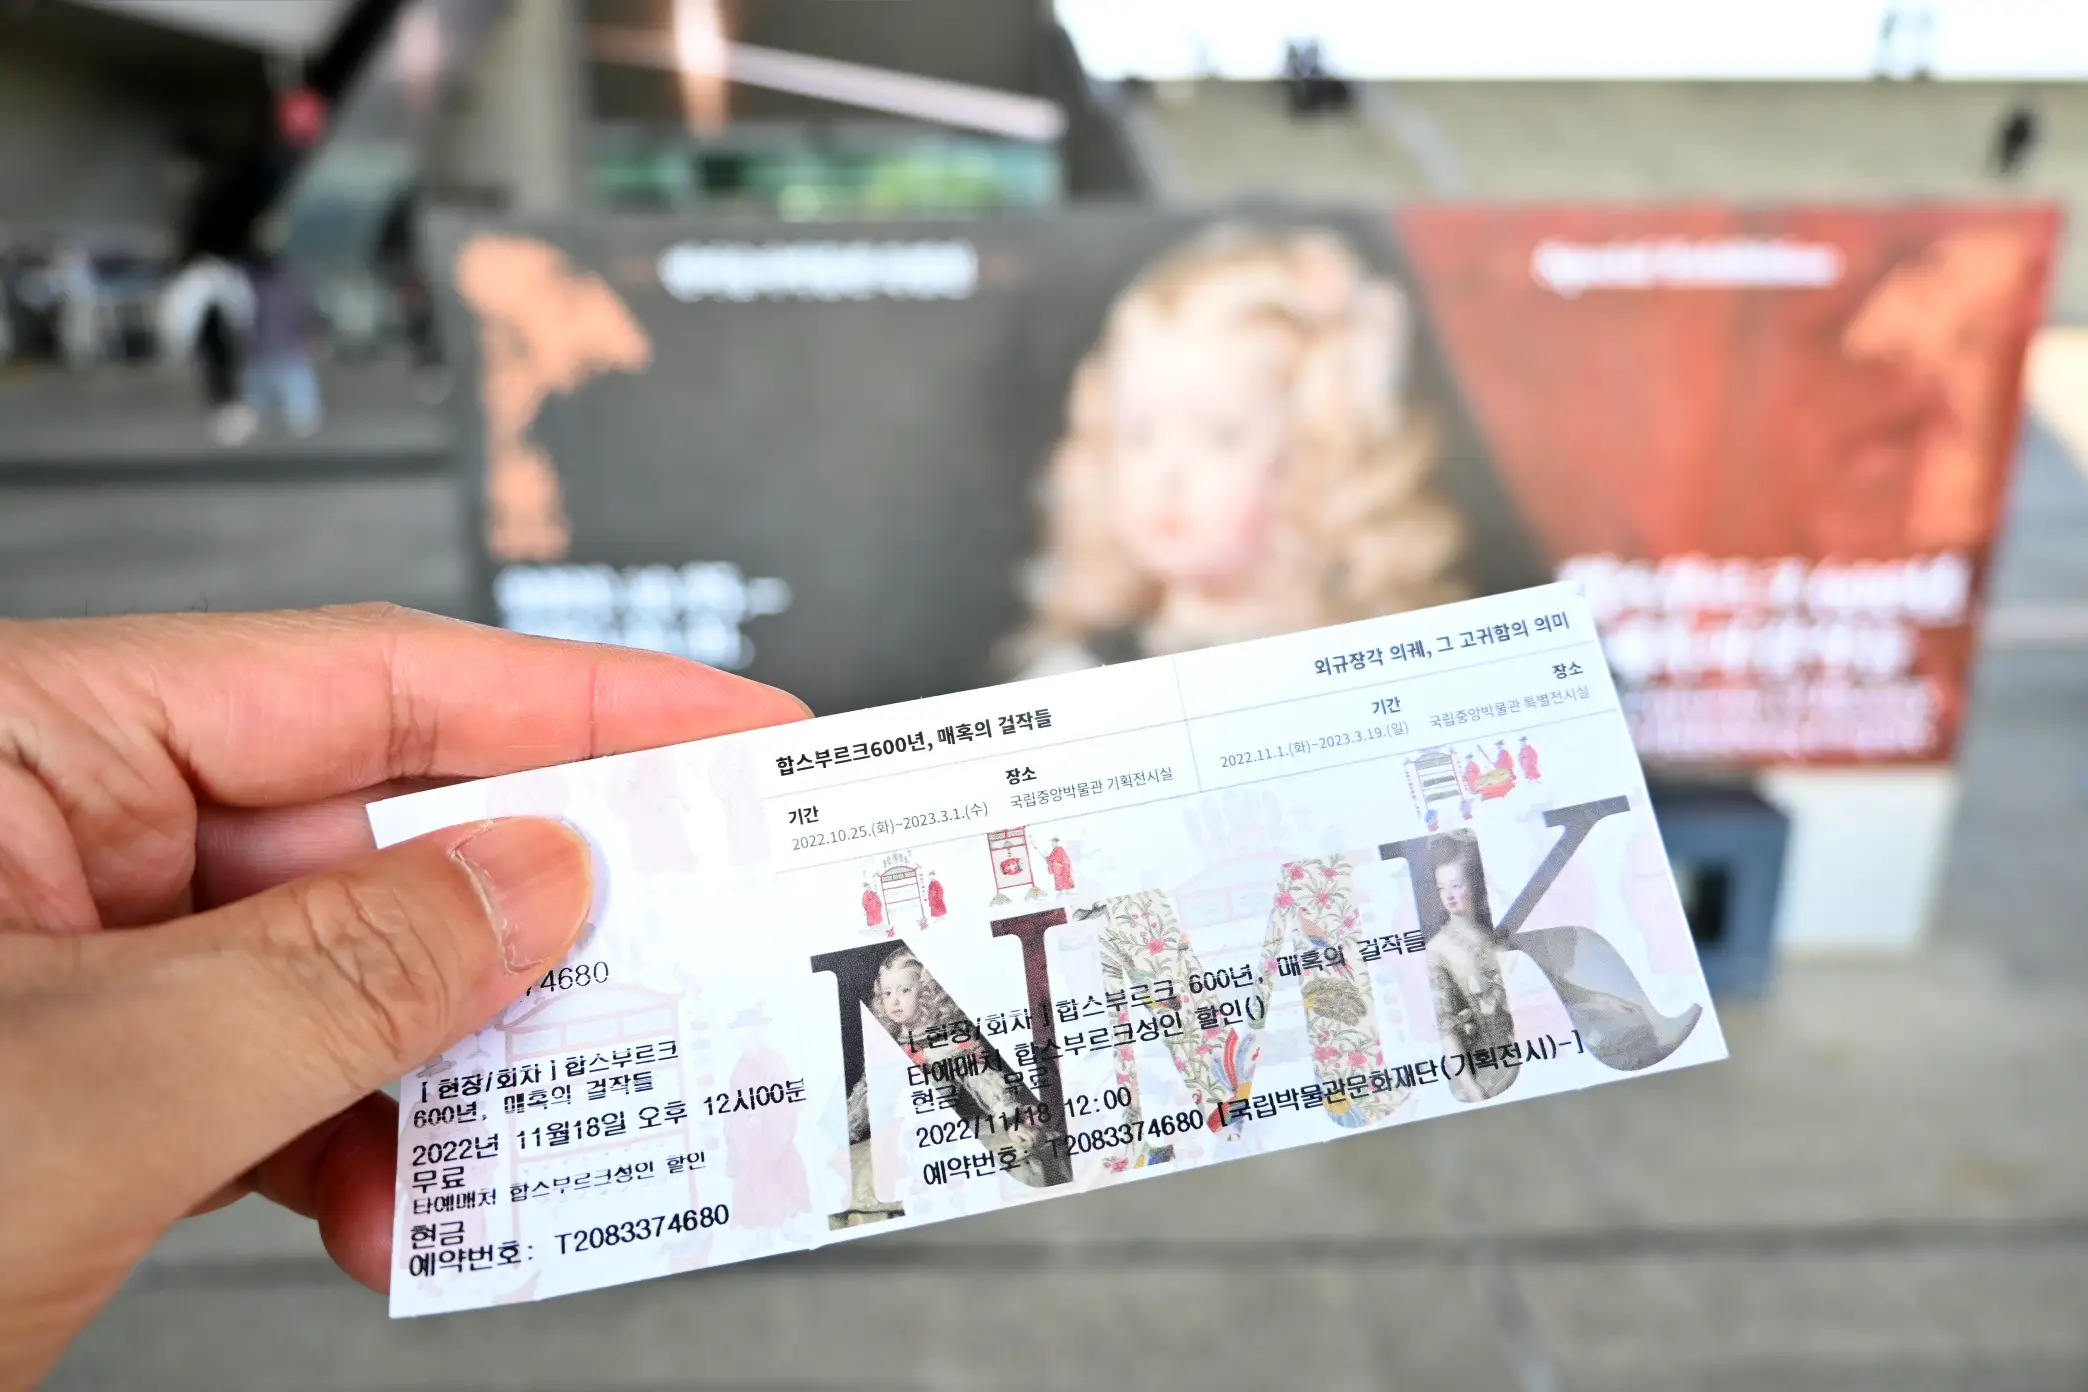 합스부르크600년, 매혹의 걸작들
기간
2022.10.25.(화)~2023.3.1.(수)
장소
국립중앙박물관 기획전시실
외규장각 의궤, 그 고귀함의 의미
기간
2022.11.1.(화)~2023.3.19.(일)
장소
국립중앙박물관 특별전시실
NMK
74680
[현장/회차]합스부르크
600년, 매혹의 걸작들
2022년 11월18일 오후 12시00분
무료
타예매처 합스부르크성인 할인
현금
예약번호: T2083374680
[현장/회차]합스부르크 600년, 매혹의 걸작들
타예매처 합스부르크성인 할인()
현금 무료
2022/11/18 12:00
예약번호: T2083374680 [국립박물관문화재단(기획전시)-]
Special Exhibition